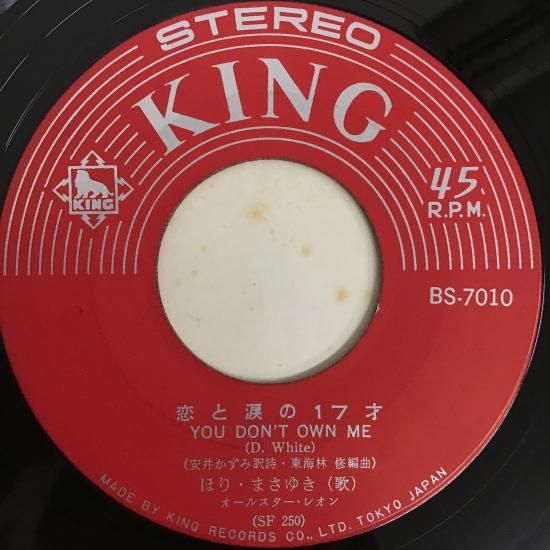 STEREO
KING
KING
45
R.P.M.
BS-7010
恋と涙の17才
YOU DON'T OWN ME
(D. White)
(安井かずみ訳詩・東海林 修編曲)
ほり・まさゆき (歌)
オールスター・レオン
(SF 250)
MADE BY KING RECORDS CO., LTD. TOKYO JAPAN